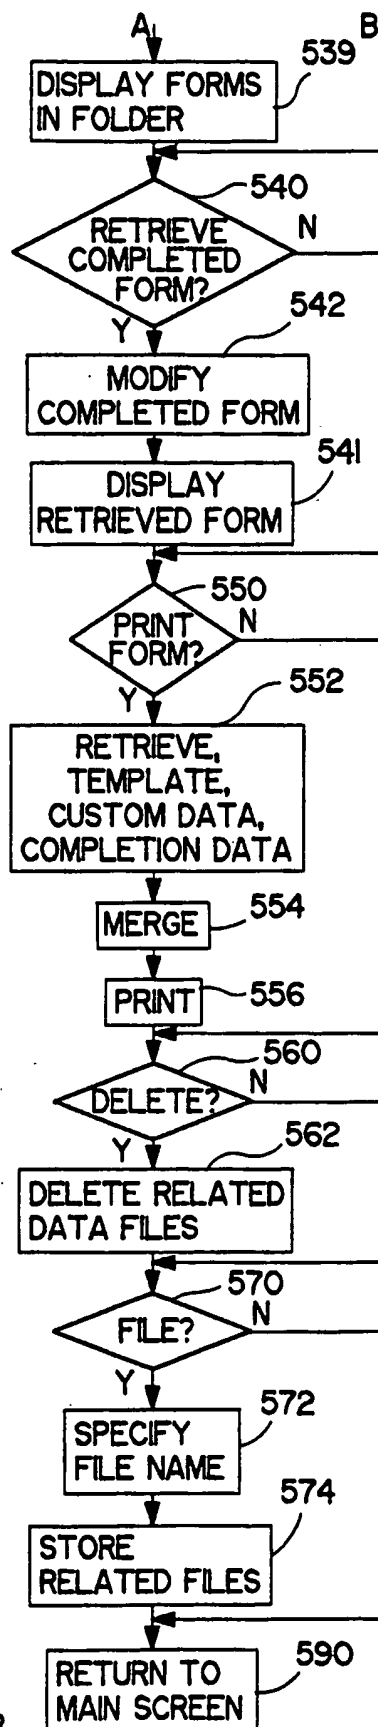 A
B
539
DISPLAY FORMS
IN FOLDER
540
RETRIEVE
COMPLETED
FORM?
N
Y
542
MODIFY
COMPLETED FORM
541
DISPLAY
RETRIEVED FORM
550
PRINT
FORM?
N
Y
552
RETRIEVE,
TEMPLATE,
CUSTOM DATA,
COMPLETION DATA
MERGE
554
PRINT
556
560
DELETE?
N
Y
562
DELETE RELATED
DATA FILES
570
FILE?
N
Y
572
SPECIFY
FILE NAME
574
STORE
RELATED FILES
590
RETURN TO
MAIN SCREEN